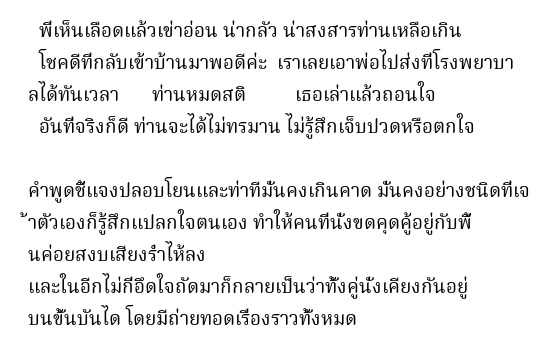 พี่เห็นเลือดแล้วเข่าอ่อน น่ากลัว น่าสงสารท่านเหลือเกิน
โชคดีที่กลับเข้าบ้านมาพอดีค่ะ เราเลยเอาพ่อไปส่งที่โรงพยาบา
ลได้ทันเวลา ท่านหมดสติ เธอเล่าแล้วถอนใจ
อันที่จริงก็ดี ท่านจะได้ไม่ทรมาน ไม่รู้สึกเจ็บปวดหรือตกใจ
คำพูดชี้แจงปลอบโยนและท่าทีมั่นคงเกินคาด มั่นคงอย่างชนิดที่เจ
้าตัวเองก็รู้สึกแปลกใจตนเอง ทำให้คนที่นั่งขดคุดคู้อยู่กับพื้
นค่อยสงบเสียงร่ำไห้ลง
และในอีกไม่กี่อึดใจถัดมาก็กลายเป็นว่าทั้งคู่นั่งเคียงกันอยู่
บนขั้นบันได โดยมีถ่ายทอดเรื่องราวทั้งหมด